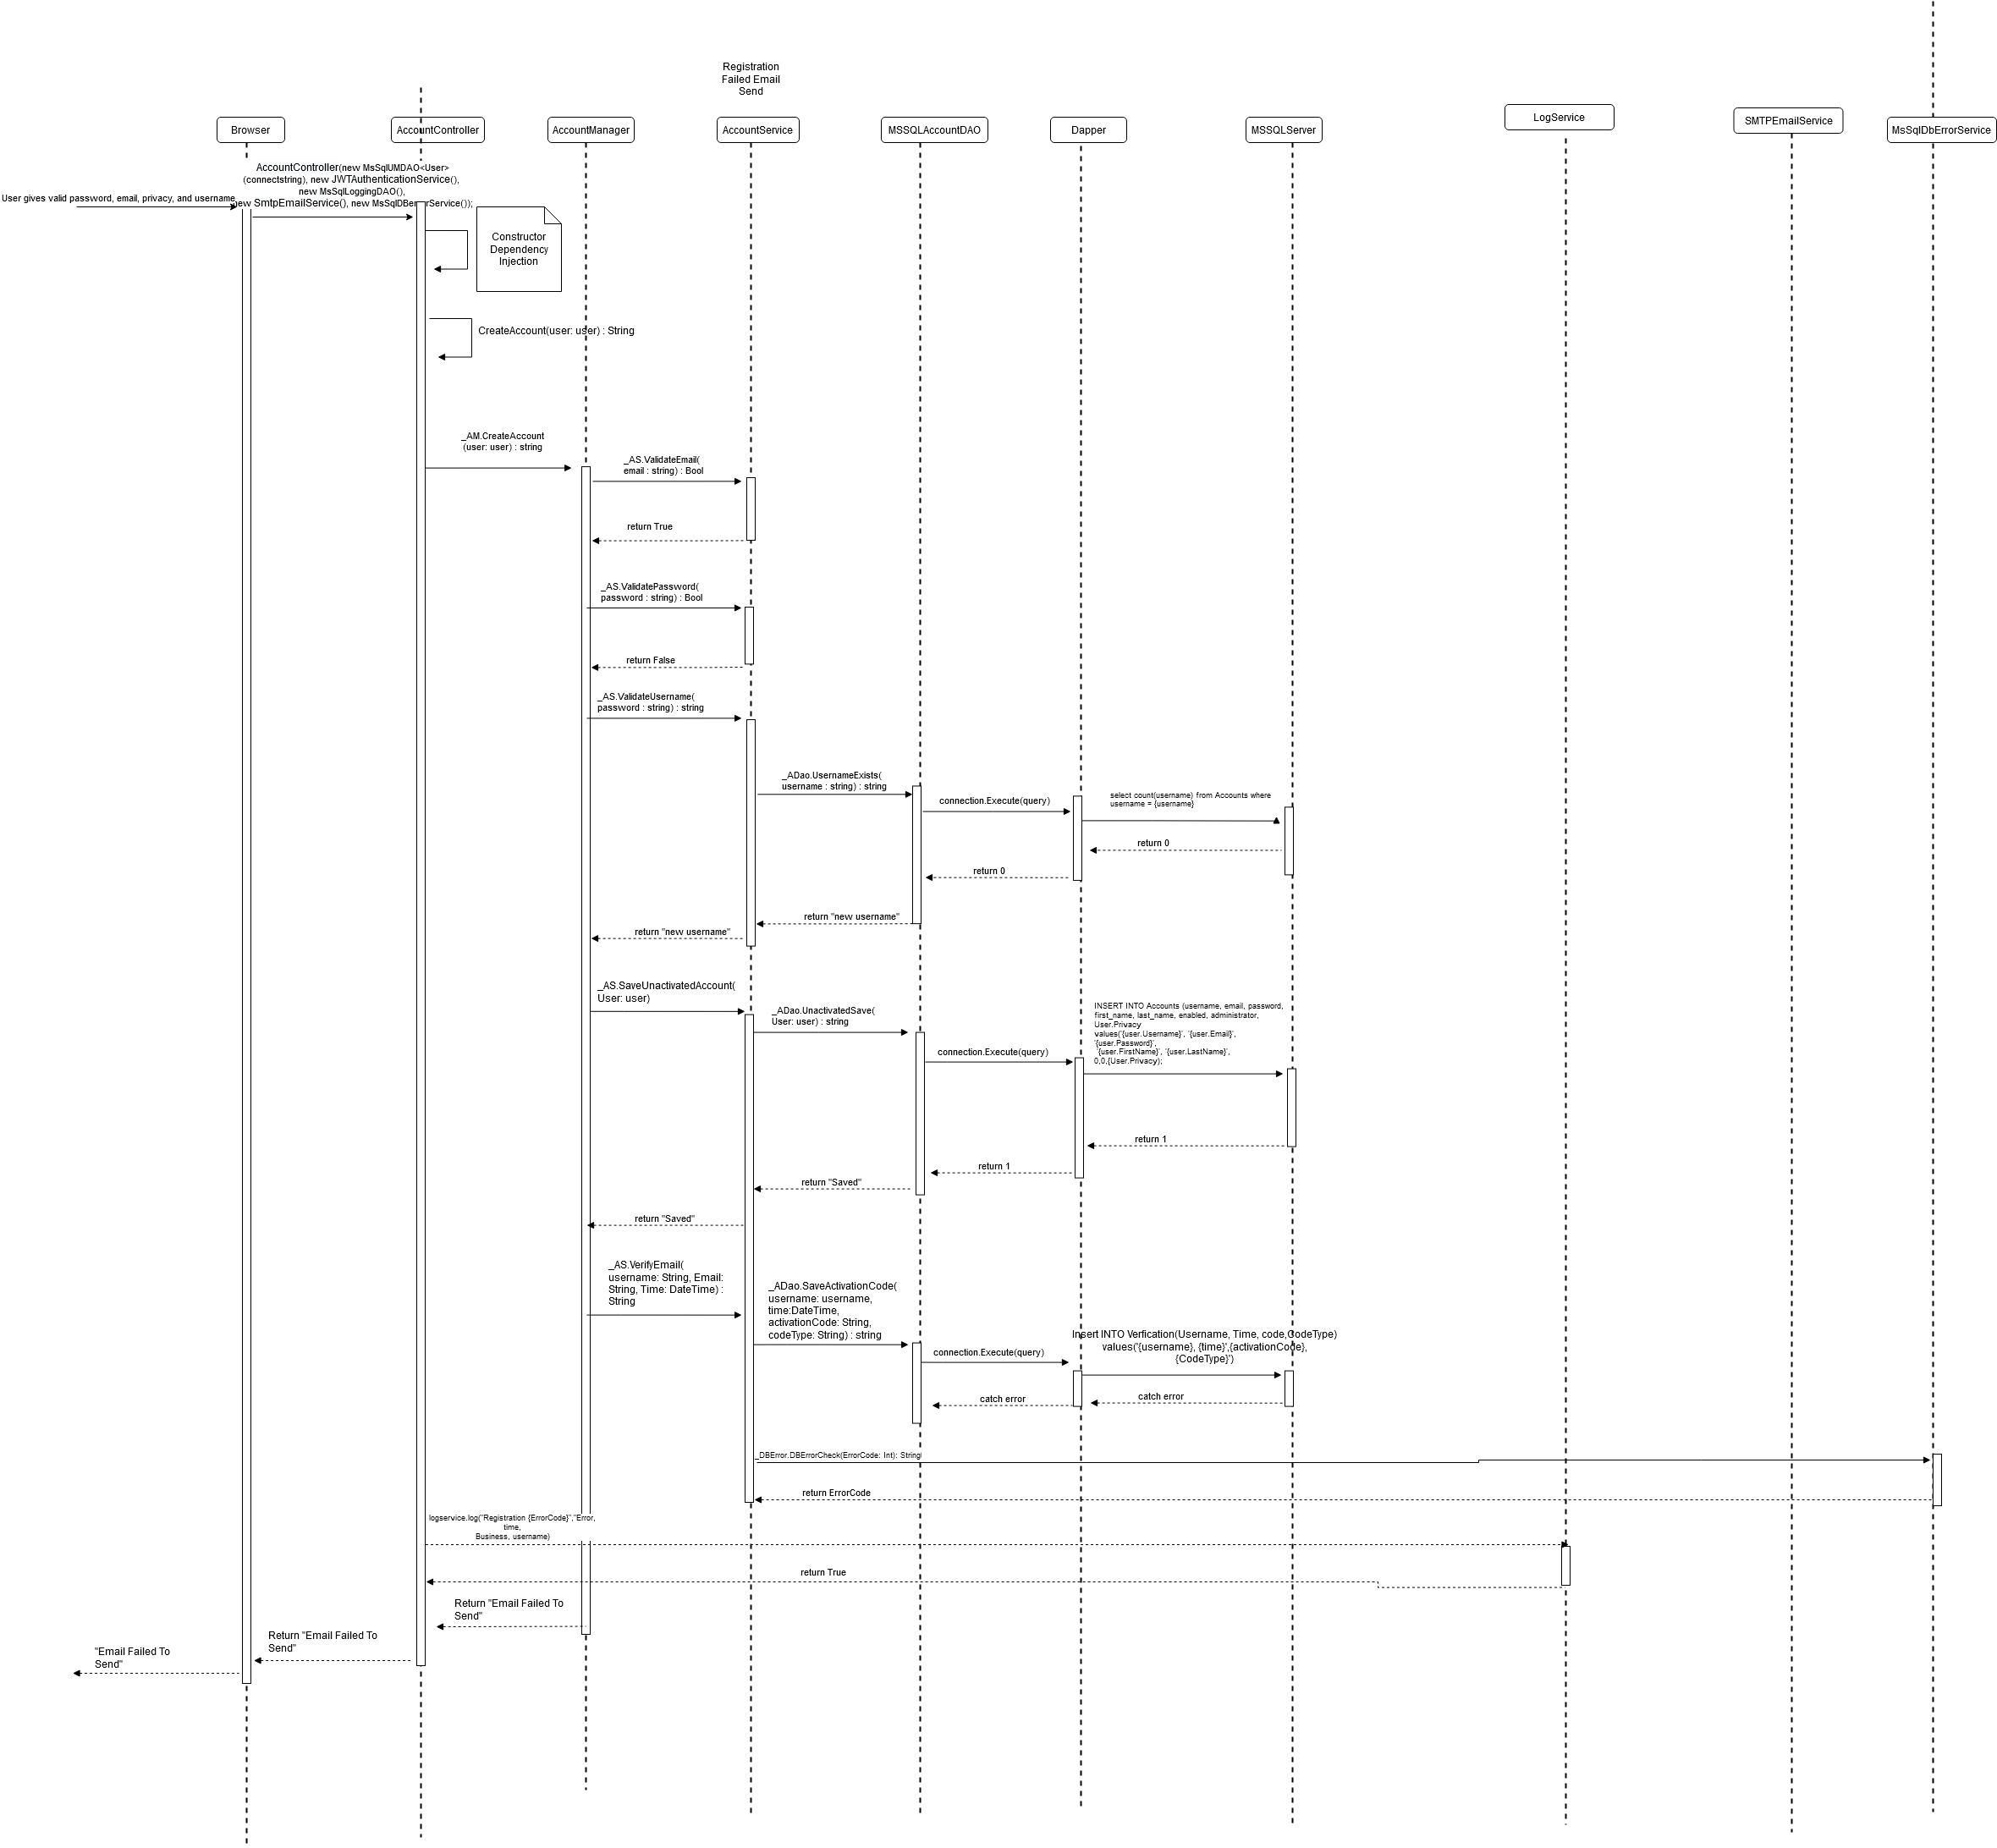 Registration
Failed Email
Send
Browser
AccountController
AccountManager
AccountService
MSSQLAccountDAO
Dapper
MSSQLServer
LogService
SMTPEmailService
MsSqlDbErrorService
AccountController(new MsSqlUMDAO<User>
(connectstring), new JWTAuthenticationService(),
new MsSqlLoggingDAO(),
new SmtpEmailService(), new MsSqlDBerrorService());
User gives valid password, email, privacy, and username
Constructor
Dependency
Injection
CreateAccount(user: user) : String
_AM.CreateAccount
(user: user) : string
_AS.ValidateEmail(
email : string) : Bool
return True
_AS.ValidatePassword(
password : string) : Bool
return False
_AS.ValidateUsername(
password : string) : string
_ADao.UsernameExists(
username : string) : string
connection.Execute(query)
select count(username) from Accounts where
username = {username}
return 0
return 0
return "new username"
return "new username"
_AS.SaveUnactivatedAccount(
User: user)
_ADao.UnactivatedSave(
User: user) : string
connection.Execute(query)
INSERT INTO Accounts (username, email, password,
first_name, last_name, enabled, administrator,
User.Privacy
values('{user.Username}', '{user.Email}',
'{user.Password}',
'{user.FirstName}', '{user.LastName}',
0,0,{User.Privacy);
return 1
return 1
return "Saved"
return "Saved"
_AS.VerifyEmail(
username: String, Email:
String, Time: DateTime) :
String
_ADao.SaveActivationCode(
username: username,
time:DateTime,
activationCode: String,
codeType: String) : string
connection.Execute(query)
Insert INTO Verfication(Username, Time, code,CodeType)
values('{username}, {time}',{activationCode},
{CodeType}')
catch error
catch error
_DBError.DBErrorCheck(ErrorCode: Int): String
return ErrorCode
logservice.log("Registration {ErrorCode}","Error,
time,
Business, username)
return True
Return "Email Failed To
Send"
Return "Email Failed To
Send"
"Email Failed To
Send"